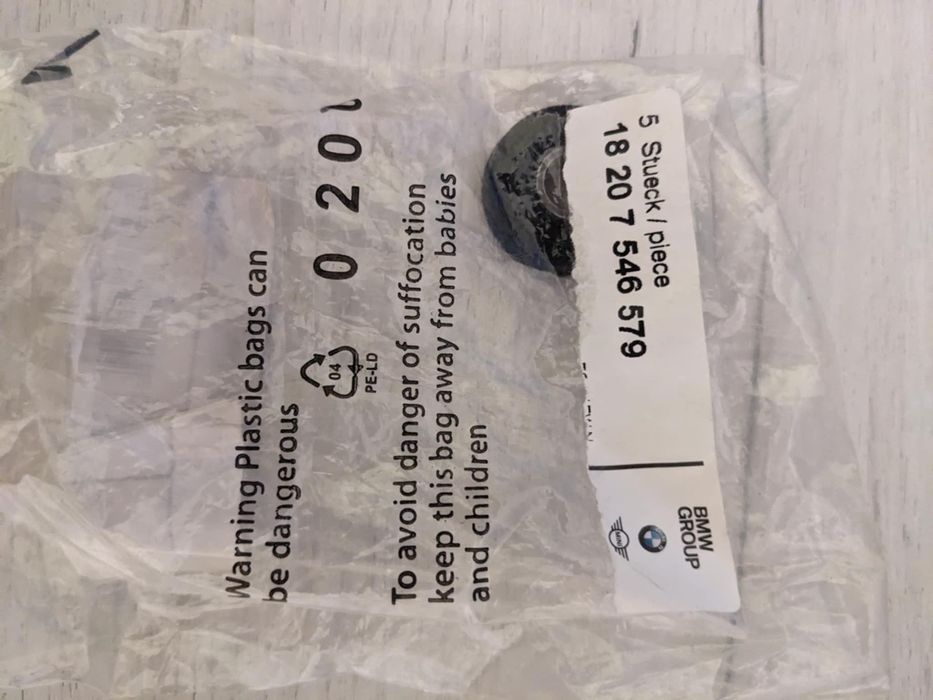 Warning Plastic bags can
be dangerous
04
PE-LD
0 2 0
To avoid danger of suffocation
keep this bag away from babies
and children
5 Stueck / piece
18 20 7 546 579
BMW
GROUP
MINI